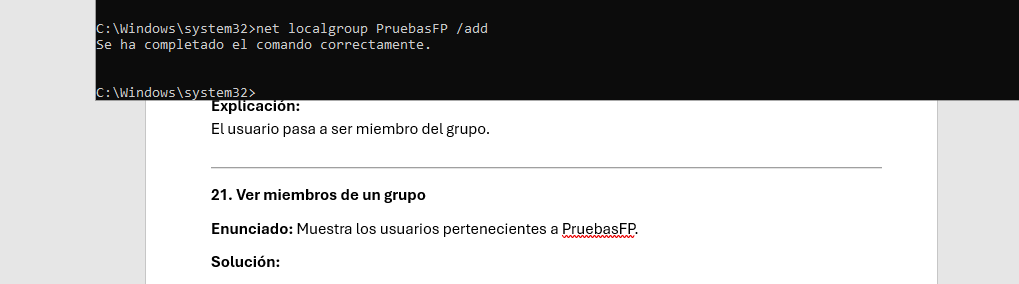 C:\Windows\system32>net localgroup PruebasFP /add
Se ha completado el comando correctamente.
C:\Windows\system32>
Explicación:
El usuario pasa a ser miembro del grupo.
21. Ver miembros de un grupo
Enunciado: Muestra los usuarios pertenecientes a PruebasFP.
Solución: